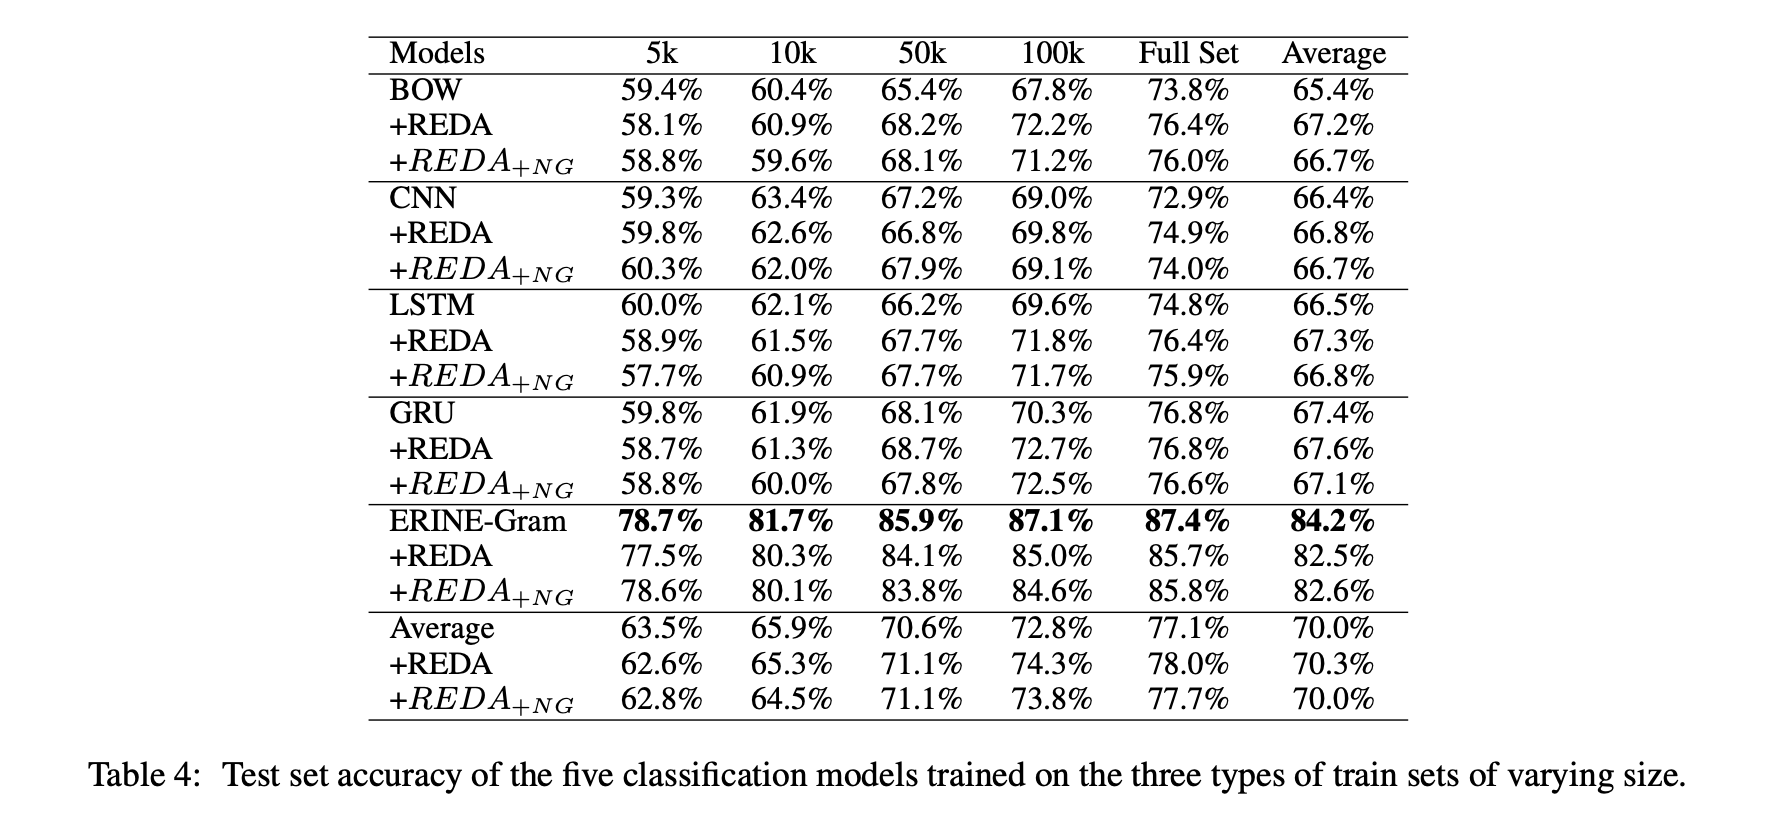 Models 5k 10k 50k 100k Full Set Average
BOW 59.4% 60.4% 65.4% 67.8% 73.8% 65.4%
+REDA 58.1% 60.9% 68.2% 72.2% 76.4% 67.2%
+REDA+NG 58.8% 59.6% 68.1% 71.2% 76.0% 66.7%
CNN 59.3% 63.4% 67.2% 69.0% 72.9% 66.4%
+REDA 59.8% 62.6% 66.8% 69.8% 74.9% 66.8%
+REDA+NG 60.3% 62.0% 67.9% 69.1% 74.0% 66.7%
LSTM 60.0% 62.1% 66.2% 69.6% 74.8% 66.5%
+REDA 58.9% 61.5% 67.7% 71.8% 76.4% 67.3%
+REDA+NG 57.7% 60.9% 67.7% 71.7% 75.9% 66.8%
GRU 59.8% 61.9% 68.1% 70.3% 76.8% 67.4%
+REDA 58.7% 61.3% 68.7% 72.7% 76.8% 67.6%
+REDA+NG 58.8% 60.0% 67.8% 72.5% 76.6% 67.1%
ERINE-Gram 78.7% 81.7% 85.9% 87.1% 87.4% 84.2%
+REDA 77.5% 80.3% 84.1% 85.0% 85.7% 82.5%
+REDA+NG 78.6% 80.1% 83.8% 84.6% 85.8% 82.6%
Average 63.5% 65.9% 70.6% 72.8% 77.1% 70.0%
+REDA 62.6% 65.3% 71.1% 74.3% 78.0% 70.3%
+REDA+NG 62.8% 64.5% 71.1% 73.8% 77.7% 70.0%
Table 4: Test set accuracy of the five classification models trained on the three types of train sets of varying size.